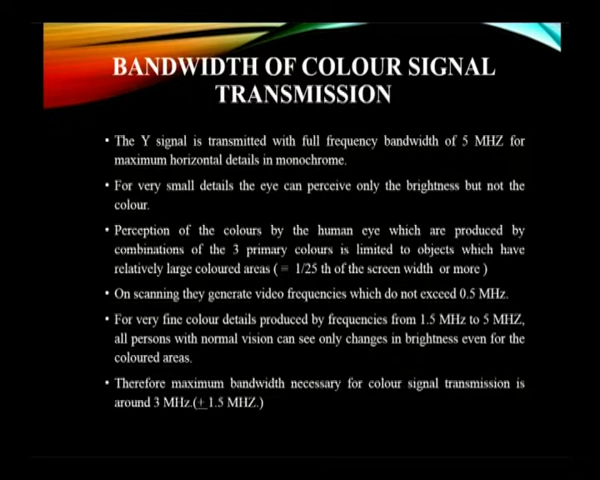 BANDWIDTH OF COLOUR SIGNAL
TRANSMISSION
• The Y signal is transmitted with full frequency bandwidth of 5 MHZ for
maximum horizontal details in monochrome.
• For very small details the eye can perceive only the brightness but not the
colour.
• Perception of the colours by the human eye which are produced by
combinations of the 3 primary colours is limited to objects which have
relatively large coloured areas ( = 1/25 th of the screen width or more )
• On scanning they generate video frequencies which do not exceed 0.5 MHz.
• For very fine colour details produced by frequencies from 1.5 MHz to 5 MHZ,
all persons with normal vision can see only changes in brightness even for the
coloured areas.
• Therefore maximum bandwidth necessary for colour signal transmission is
around 3 MHz.(+ 1.5 MHZ.)